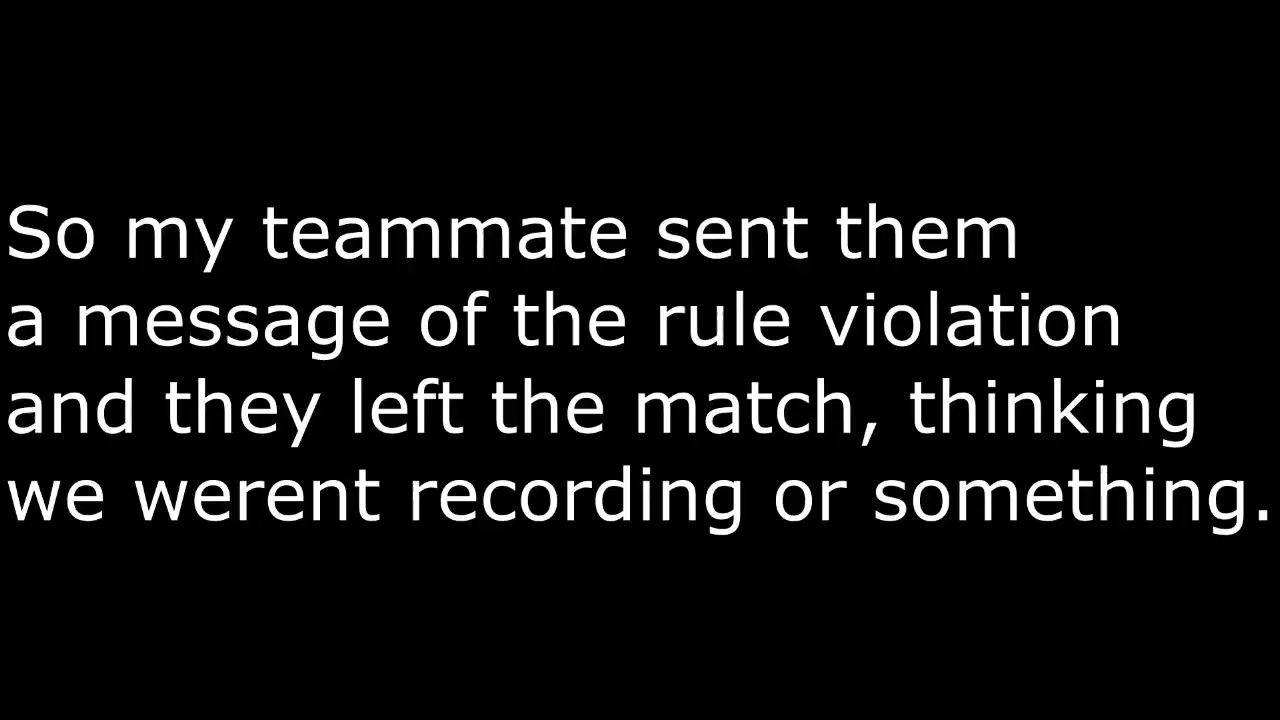 So my teammate sent them
a message of the rule violation
and they left the match, thinking
we werent recording or something.